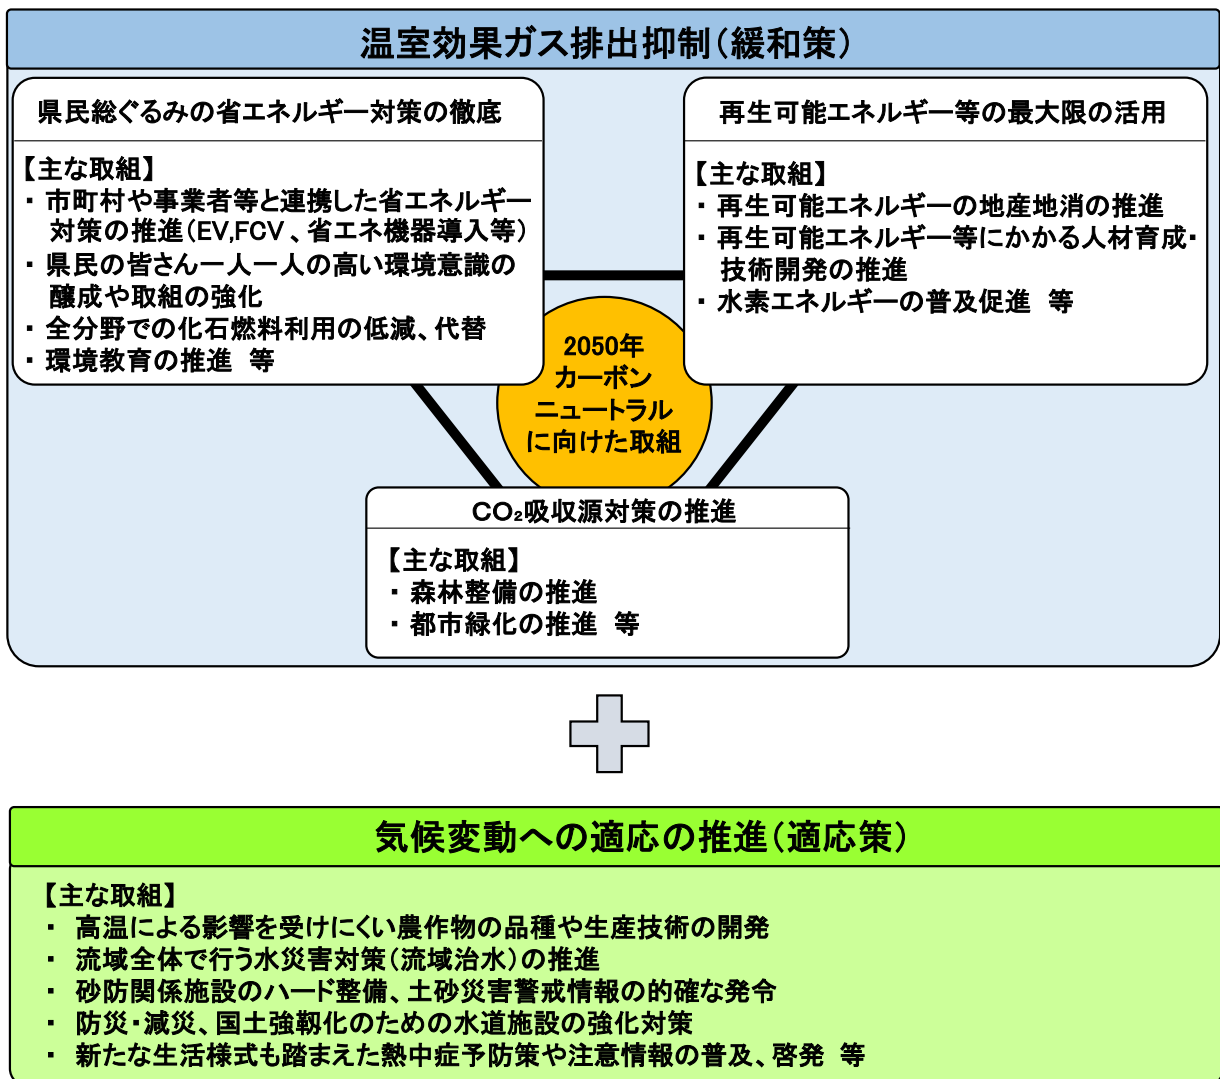 温室効果ガス排出抑制（緩和策）
県民総ぐるみの省エネルギー対策の徹底
【主な取組】
・ 市町村や事業者等と連携した省エネルギー
対策の推進（EV,FCV 、省エネ機器導入等）
・ 県民の皆さん一人一人の高い環境意識の
醸成や取組の強化
・ 全分野での化石燃料利用の低減、代替
・ 環境教育の推進 等
再生可能エネルギー等の最大限の活用
【主な取組】
・ 再生可能エネルギーの地産地消の推進
・ 再生可能エネルギー等にかかる人材育成・
技術開発の推進
・ 水素エネルギーの普及促進 等
2050年
カーボン
ニュートラル
に向けた取組
CO₂吸収源対策の推進
【主な取組】
・ 森林整備の推進
・ 都市緑化の推進 等
気候変動への適応の推進（適応策）
【主な取組】
・ 高温による影響を受けにくい農作物の品種や生産技術の開発
・ 流域全体で行う水災害対策（流域治水）の推進
・ 砂防関係施設のハード整備、土砂災害警戒情報の的確な発令
・ 防災・減災、国土強靱化のための水道施設の強化対策
・ 新たな生活様式も踏まえた熱中症予防策や注意情報の普及、啓発 等